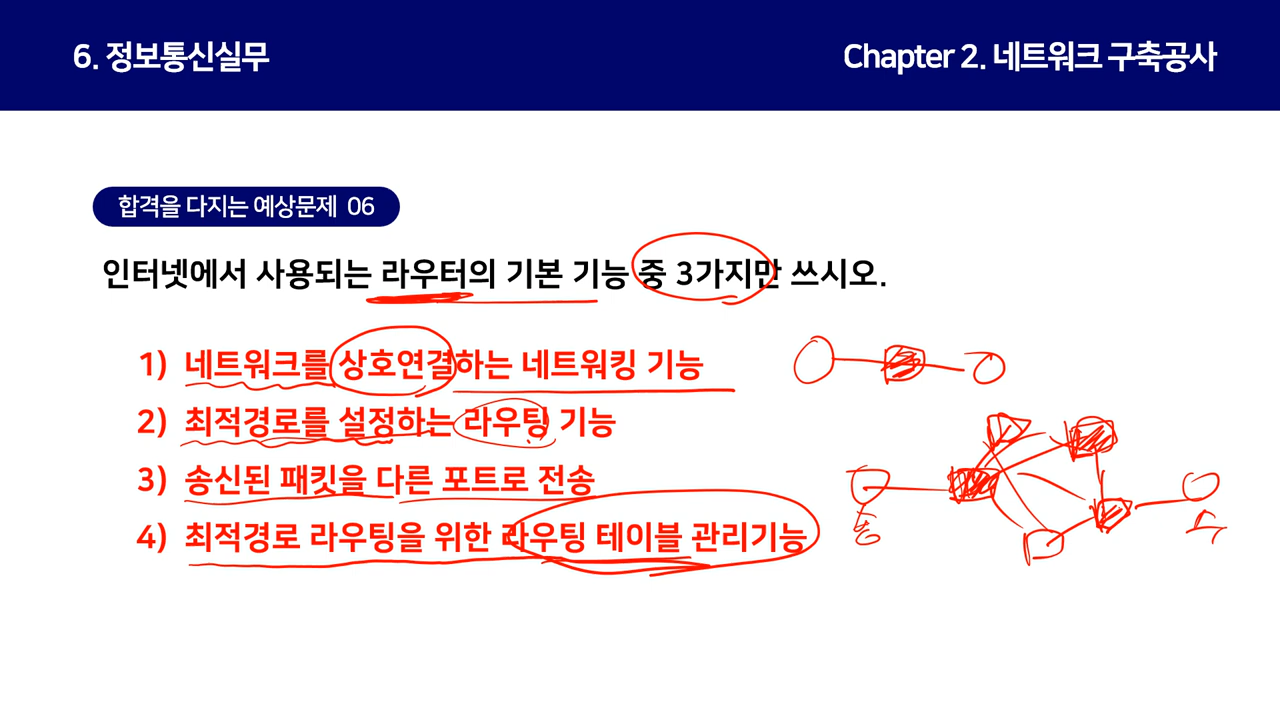 6. 정보통신실무
Chapter 2. 네트워크 구축공사
합격을 다지는 예상문제 06
인터넷에서 사용되는 라우터의 기본 기능 중 3가지만 쓰시오.
1) 네트워크를 상호연결하는 네트워킹 기능
2) 최적경로를 설정하는 라우팅 기능
3) 송신된 패킷을 다른 포트로 전송
4) 최적경로 라우팅을 위한 라우팅 테이블 관리기능
송
수